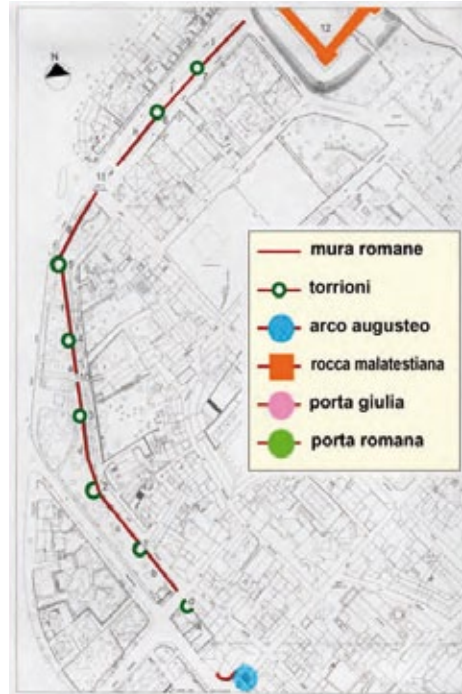 12
N
11
mura romane
torrioni
arco augusteo
rocca malatestiana
porta giulia
porta romana